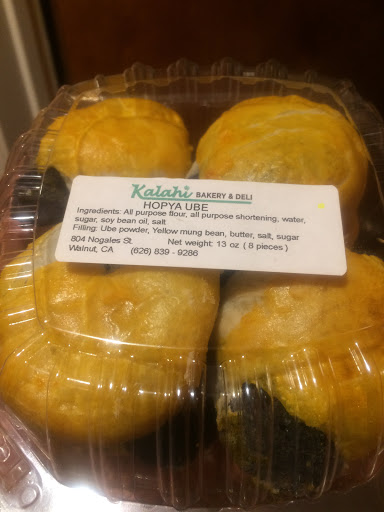 Kalahi BAKERY & DELI
HOPYA UBE
Ingredients: All purpose flour, all purpose shortening, water,
sugar, soy bean oil, salt
Filling: Ube powder, Yellow mung bean, butter, salt, sugar
804 Nogales St. Net weight: 13 oz ( 8 pieces )
Walnut, CA (626) 839 - 9286